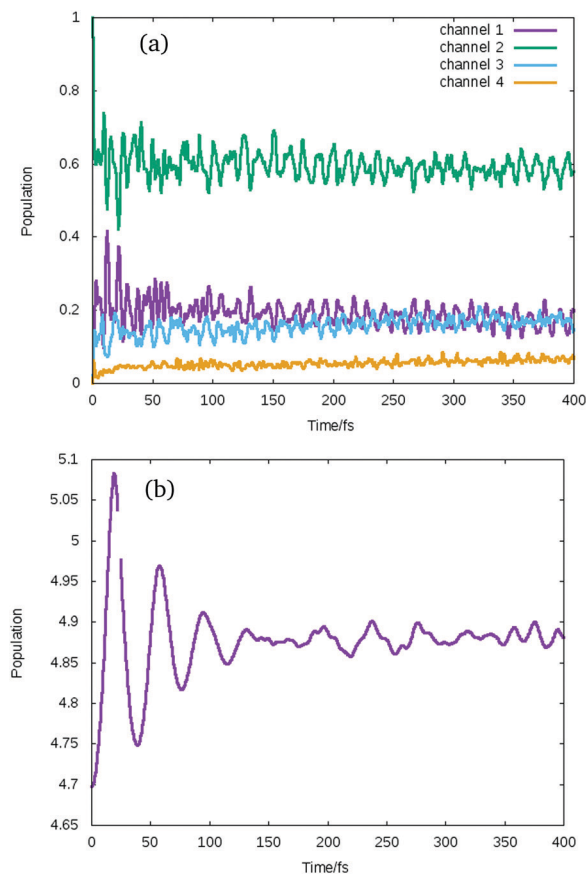 (a)
channel 1
channel 2
channel 3
channel 4
1
0.8
0.6
0.4
0.2
0
Population
0 50 100 150 200 250 300 350 400
Time/fs
(b)
5.1
5.05
5
4.95
4.9
4.85
4.8
4.75
4.7
4.65
Population
0 50 100 150 200 250 300 350 400
Time/fs